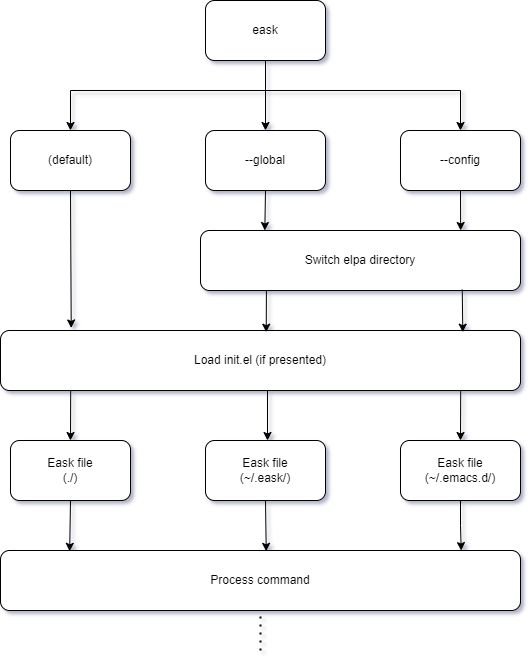 eask
(default)
--global
--config
Switch elpa directory
Load init.el (if presented)
Eask file
(./)
Eask file
(~/.eask/)
Eask file
(~/.emacs.d/)
Process command